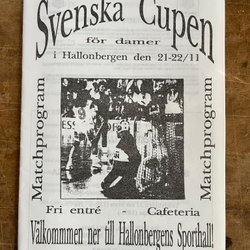 Svenska Cupen
för damer
i Hallonbergen den 21-22/11
Matchprogram
Matchprogram
Fri entré - Cafeteria
Välkommmen ner till Hallonbergens Sporthall!